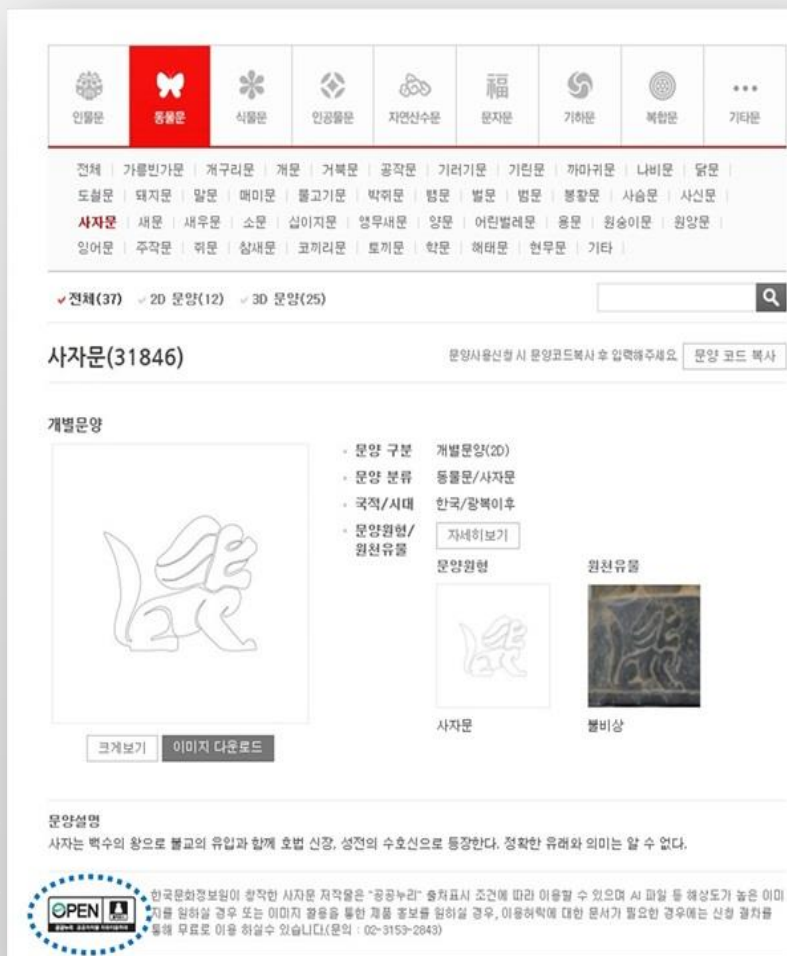 인물문 동물문 식물문 인공물문 자연산수문 福 문자문 기하문 복합문 기타문
전체 | 가릉빈가문 | 개구리문 | 개문 | 거북문 | 공작문 | 기러기문 | 기린문 | 까마귀문 | 나비문 | 닭문 |
도철문 | 돼지문 | 말문 | 매미문 | 물고기문 | 박쥐문 | 뱀문 | 벌문 | 범문 | 봉황문 | 사슴문 | 사신문 |
사자문 | 새문 | 새우문 | 소문 | 십이지문 | 앵무새문 | 양문 | 어린벌레문 | 용문 | 원숭이문 | 원앙문 |
잉어문 | 주작문 | 쥐문 | 참새문 | 코끼리문 | 토끼문 | 학문 | 해태문 | 현무문 | 기타 |
전체(37) 2D 문양(12) 3D 문양(25)
사자문(31846) 문양사용신청 시 문양코드복사 후 입력해주세요. 문양 코드 복사
개별문양
문양 구분 개별문양(2D)
문양 분류 동물문/사자문
국적/시대 한국/광복이후
문양원형/ 자세히보기
원천유물
문양원형 원천유물
사자문 불비상
크게보기 이미지 다운로드
문양설명
사자는 백수의 왕으로 불교의 유입과 함께 호법 신장, 성전의 수호신으로 등장한다. 정확한 유래와 의미는 알 수 없다.
OPEN
한국문화정보원이 창작한 사자문 저작물은 "공공누리" 출처표시 조건에 따라 이용할 수 있으며 AI 파일 등 해상도가 높은 이미
지를 원하실 경우 또는 이미지 활용을 통한 제품 홍보를 원하실 경우, 이용허락에 대한 문서가 필요한 경우에는 신청 절차를
통해 무료로 이용 하실수 있습니다.(문의 : 02-3153-2843)